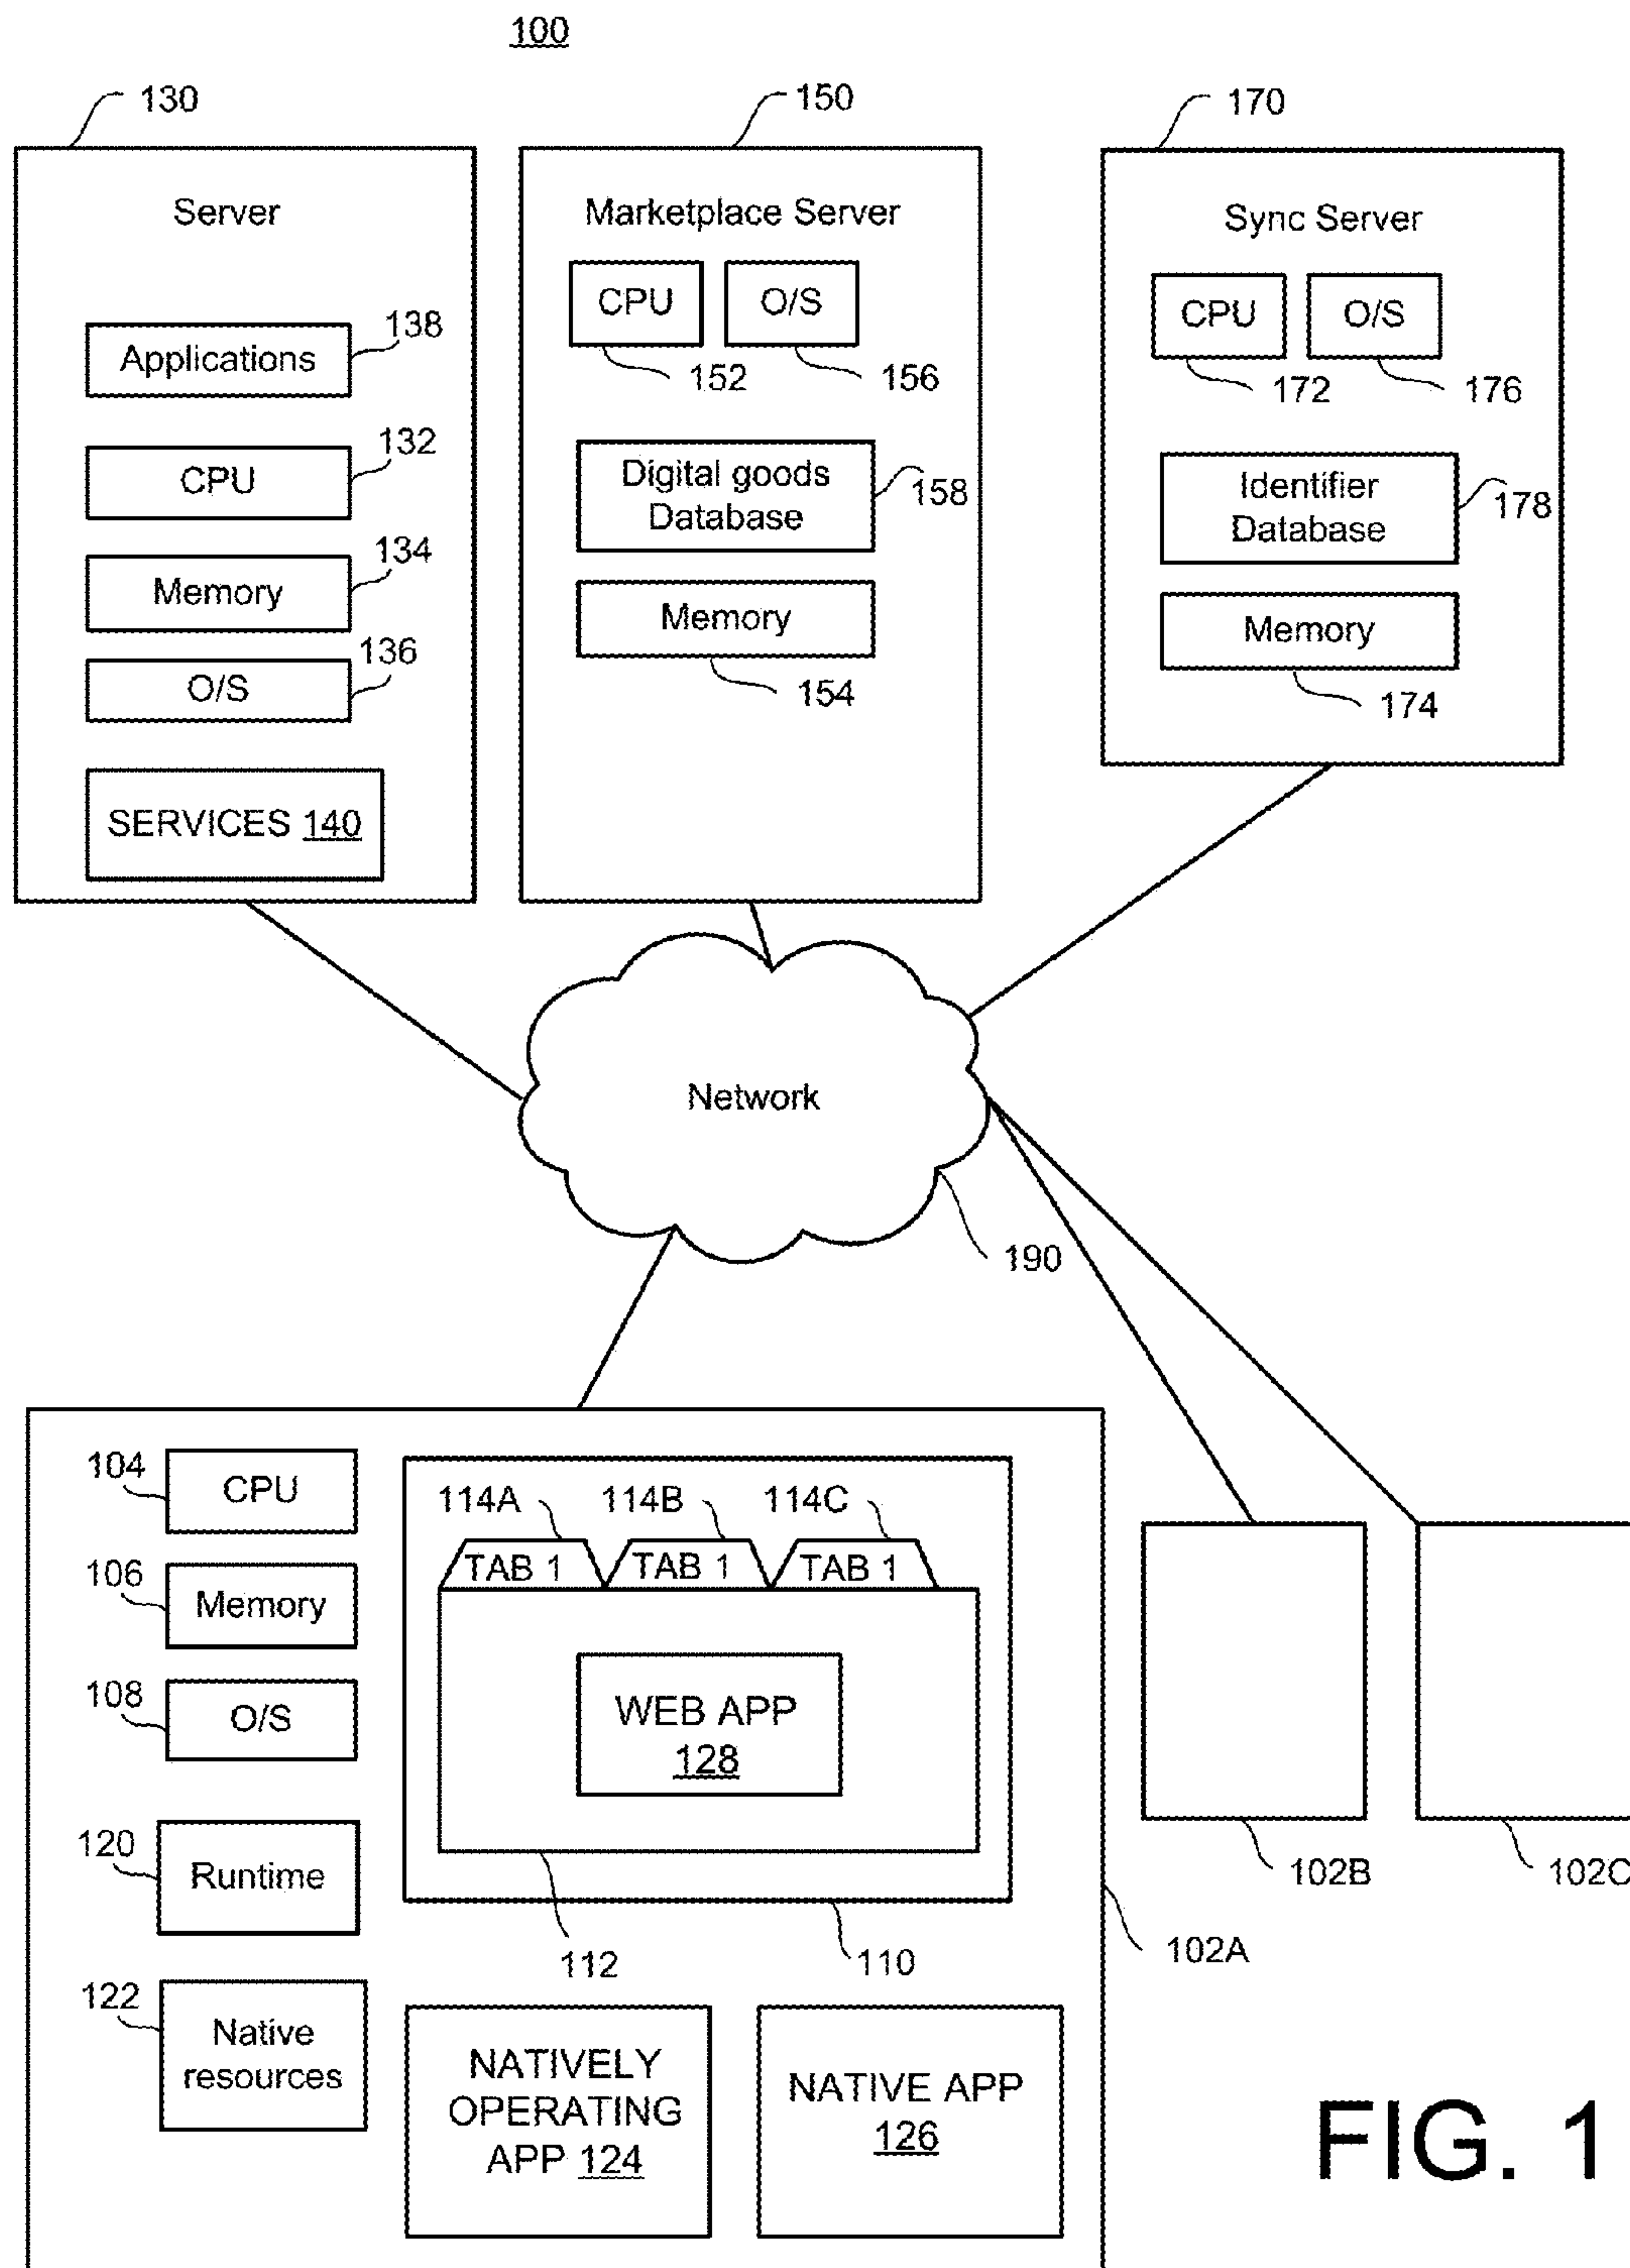 100
130
150
170
Server
Marketplace Server
Sync Server
Applications
138
CPU
132
Memory
134
O/S
136
SERVICES 140
CPU
O/S
152
156
Digital goods
Database
158
Memory
154
CPU
O/S
172
176
Identifier
Database
178
Memory
174
Network
190
104
CPU
106
Memory
108
O/S
120
Runtime
122
Native
resources
114A
114B
114C
TAB 1
TAB 1
TAB 1
WEB APP
128
112
110
102A
102B
102C
NATIVELY
OPERATING
APP 124
NATIVE APP
126
FIG. 1